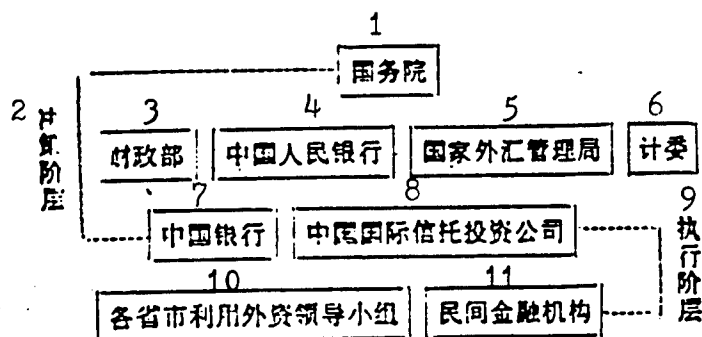 1
国务院
2 阶层
3 4 5 6
财政部 中国人民银行 国家外汇管理局 计委
7 8
中国银行 中国国际信托投资公司
9 执行阶层
10 11
各省市利用外资领导小组 民间金融机构